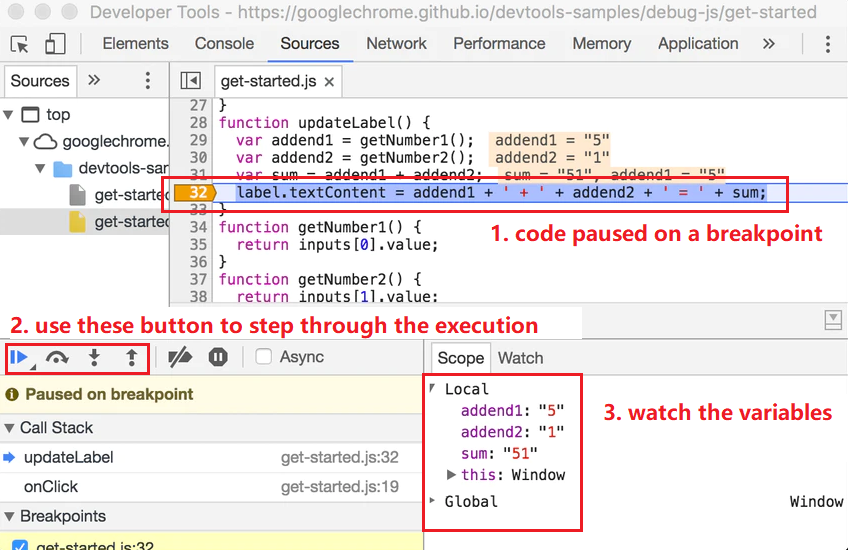 Developer Tools - https://googlechrome.github.io/devtools-samples/debug-js/get-started
Elements Console Sources Network Performance Memory Application »
Sources » get-started.js ×
top
googlechrome.
devtools-san
get-started
get-started
27 }
28 function updateLabel() {
29 var addend1 = getNumber1(); addend1 = "5"
30 var addend2 = getNumber2(); addend2 = "1"
31 var sum = addend1 + addend2; sum = "51", addend1 = "5"
32 label.textContent = addend1 + ' + ' + addend2 + ' = ' + sum;
}
1. code paused on a breakpoint
34 function getNumber1() {
35 return inputs[0].value;
36 }
37 function getNumber2() {
38 return inputs[1].value;
2. use these button to step through the execution
Async
Paused on breakpoint
Call Stack
updateLabel get-started.js:32
onClick get-started.js:19
Breakpoints
get-started.js:32
Scope Watch
Local
addend1: "5"
addend2: "1"
sum: "51"
this: Window
Global Window
3. watch the variables